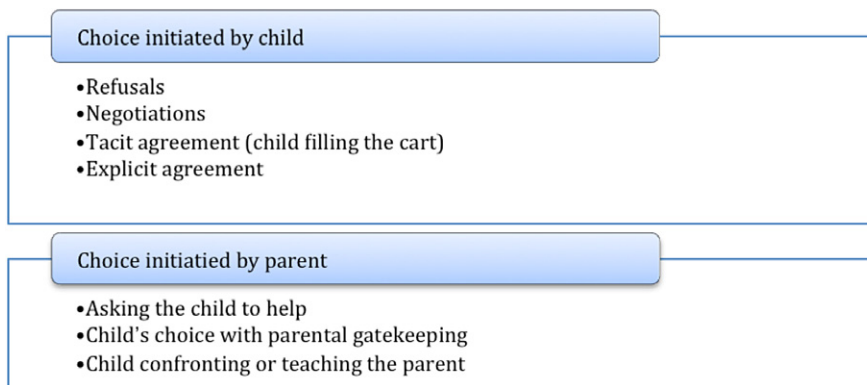 Choice initiated by child
•Refusals
•Negotiations
•Tacit agreement (child filling the cart)
•Explicit agreement
Choice initiatied by parent
•Asking the child to help
•Child's choice with parental gatekeeping
•Child confronting or teaching the parent